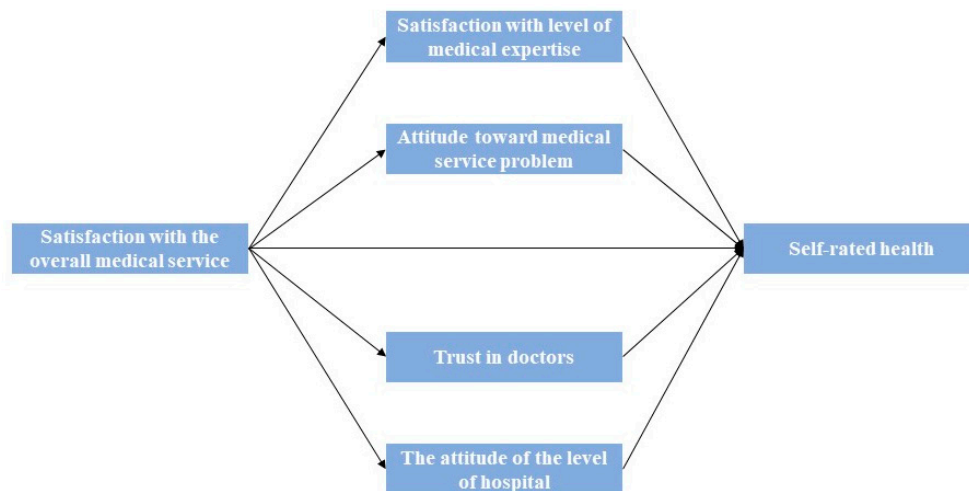 Satisfaction with level of
medical expertise
Attitude toward medical
service problem
Satisfaction with the
overall medical service
Self-rated health
Trust in doctors
The attitude of the level
of hospital